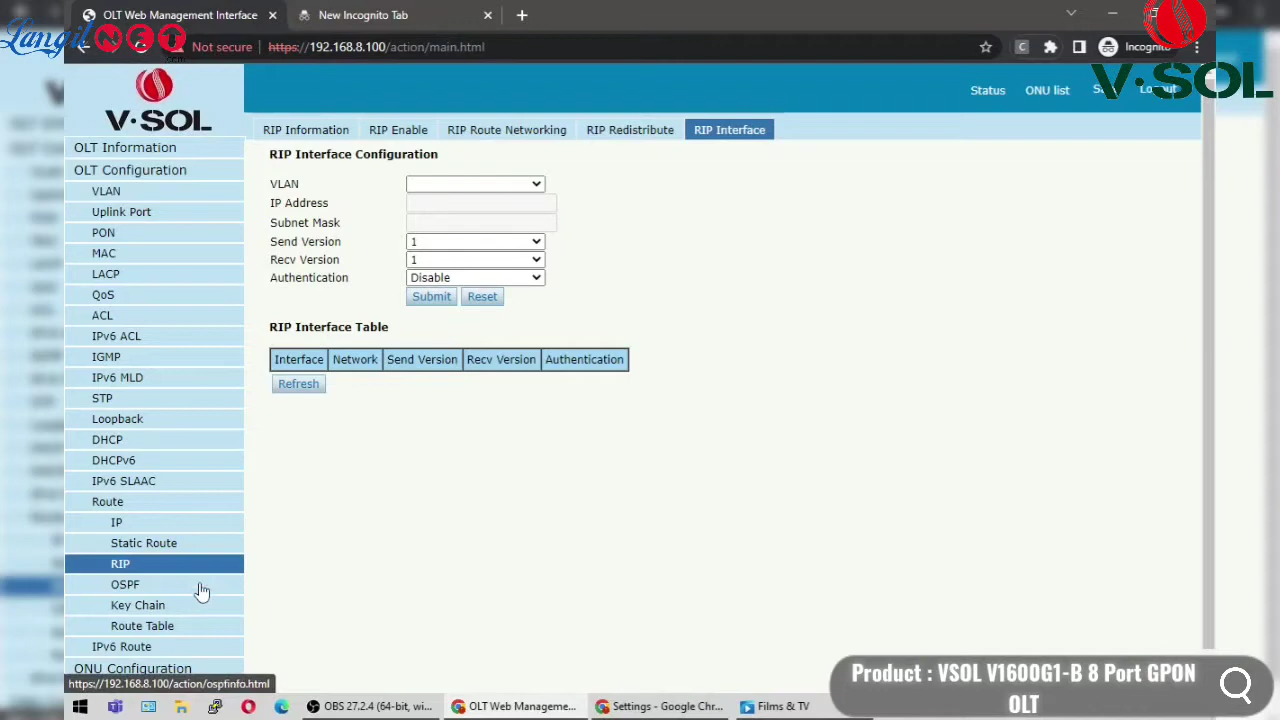 OLT Web Management Interface
New Incognito Tab
Langit NET
.com
Not secure
https://192.168.8.100/action/main.html
C
Incognito
V·SOL
V·SOL
Status
ONU list
Logout
RIP Information
RIP Enable
RIP Route Networking
RIP Redistribute
RIP Interface
OLT Information
OLT Configuration
VLAN
Uplink Port
PON
MAC
LACP
QoS
ACL
IPv6 ACL
IGMP
IPv6 MLD
STP
Loopback
DHCP
DHCPv6
IPv6 SLAAC
Route
IP
Static Route
RIP
OSPF
Key Chain
Route Table
IPv6 Route
ONU Configuration
RIP Interface Configuration
VLAN
IP Address
Subnet Mask
Send Version 1
Recv Version 1
Authentication Disable
Submit Reset
RIP Interface Table
Interface Network Send Version Recv Version Authentication
Refresh
https://192.168.8.100/action/ospfinfo.html
Product : VSOL V1600G1-B 8 Port GPON
OLT
OBS 27.2.4 (64-bit, wi...
OLT Web Manageme...
Settings - Google Chr...
Films & TV